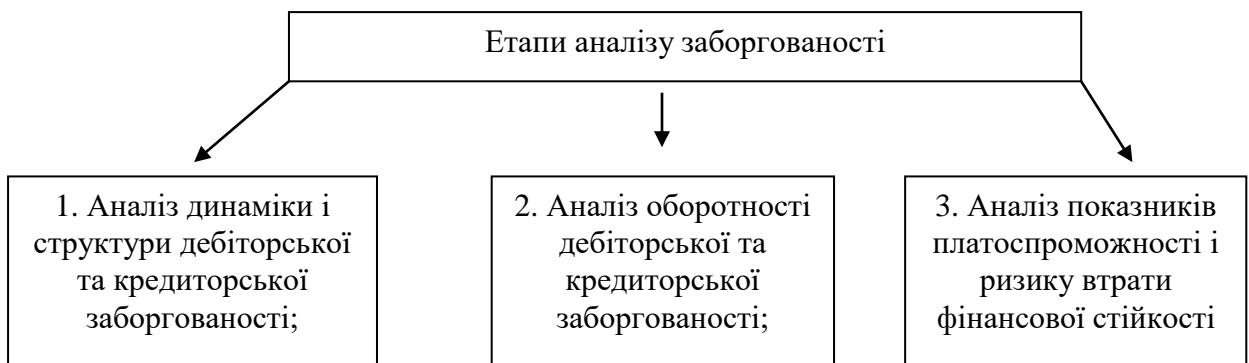 Етапи аналізу заборгованості
1. Аналіз динаміки і
структури дебіторської
та кредиторської
заборгованості;
2. Аналіз оборотності
дебіторської та
кредиторської
заборгованості;
3. Аналіз показників
платоспроможності і
ризику втрати
фінансової стійкості